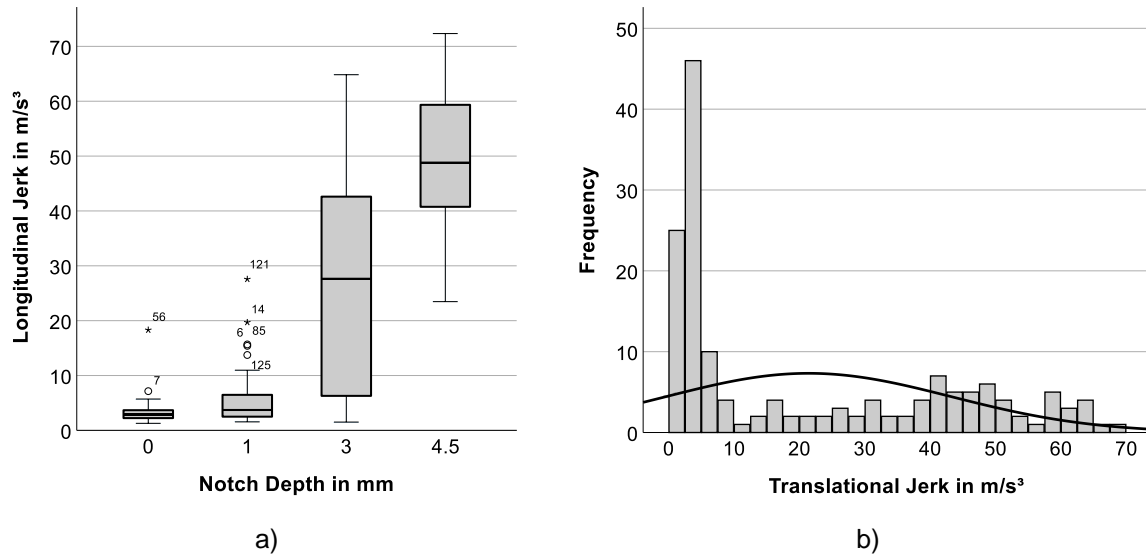 Longitudinal Jerk in m/s³
70
60
50
40
30
20
10
0
56
7
121
14
6
85
125
0 1 3 4.5
Notch Depth in mm
a)
Frequency
50
40
30
20
10
0
0 10 20 30 40 50 60 70
Translational Jerk in m/s³
b)